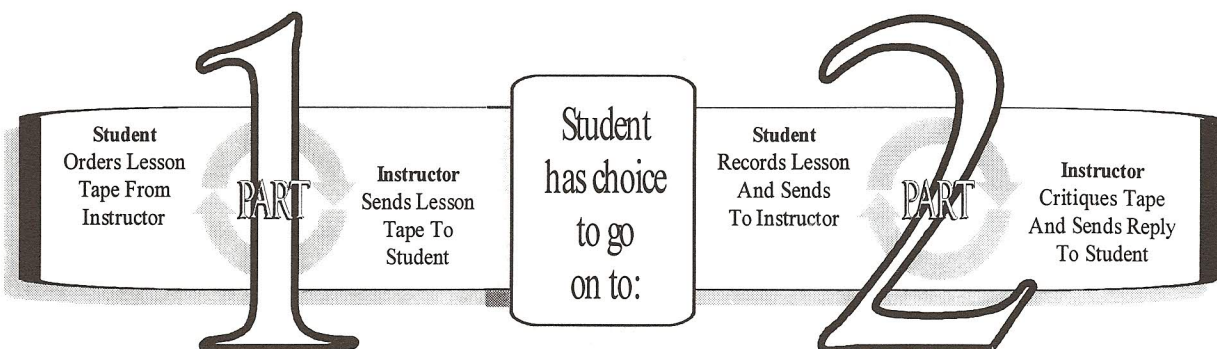 1
PART
Student
Orders Lesson
Tape From
Instructor
Instructor
Sends Lesson
Tape To
Student
Student
has choice
to go
on to:
2
PART
Student
Records Lesson
And Sends
To Instructor
Instructor
Critiques Tape
And Sends Reply
To Student